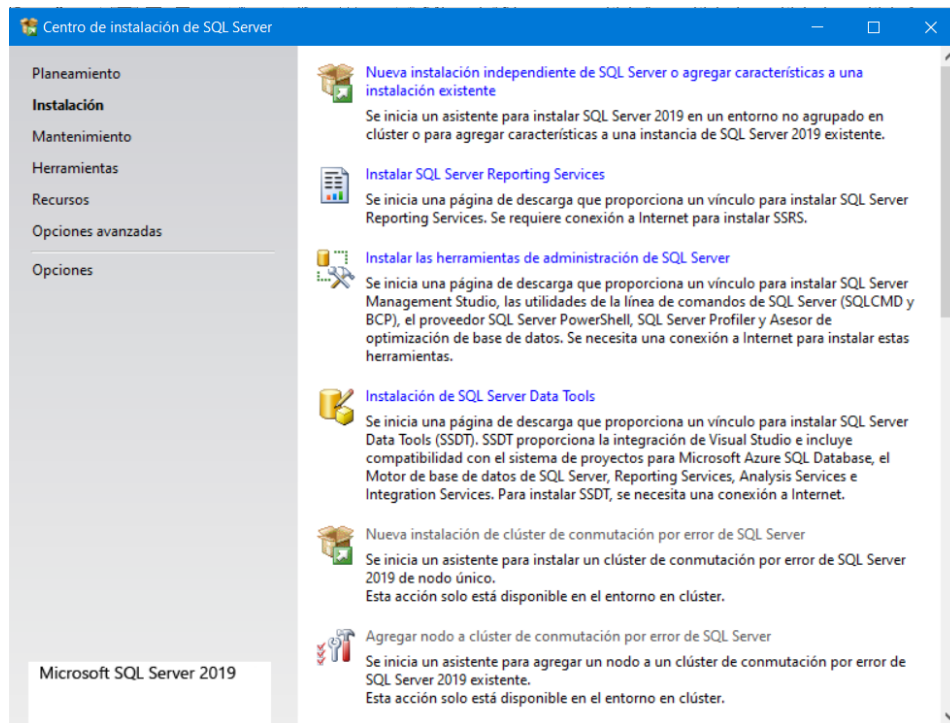 Centro de instalación de SQL Server
Planeamiento
Instalación
Mantenimiento
Herramientas
Recursos
Opciones avanzadas
Opciones
Microsoft SQL Server 2019
Nueva instalación independiente de SQL Server o agregar características a una
instalación existente
Se inicia un asistente para instalar SQL Server 2019 en un entorno no agrupado en
clúster o para agregar características a una instancia de SQL Server 2019 existente.
Instalar SQL Server Reporting Services
Se inicia una página de descarga que proporciona un vínculo para instalar SQL Server
Reporting Services. Se requiere conexión a Internet para instalar SSRS.
Instalar las herramientas de administración de SQL Server
Se inicia una página de descarga que proporciona un vínculo para instalar SQL Server
Management Studio, las utilidades de la línea de comandos de SQL Server (SQLCMD y
BCP), el proveedor SQL Server PowerShell, SQL Server Profiler y Asesor de
optimización de base de datos. Se necesita una conexión a Internet para instalar estas
herramientas.
Instalación de SQL Server Data Tools
Se inicia una página de descarga que proporciona un vínculo para instalar SQL Server
Data Tools (SSDT). SSDT proporciona la integración de Visual Studio e incluye
compatibilidad con el sistema de proyectos para Microsoft Azure SQL Database, el
Motor de base de datos de SQL Server, Reporting Services, Analysis Services e
Integration Services. Para instalar SSDT, se necesita una conexión a Internet.
Nueva instalación de clúster de conmutación por error de SQL Server
Se inicia un asistente para instalar un clúster de conmutación por error de SQL Server
2019 de nodo único.
Esta acción solo está disponible en el entorno en clúster.
Agregar nodo a clúster de conmutación por error de SQL Server
Se inicia un asistente para agregar un nodo a un clúster de conmutación por error de
SQL Server 2019 existente.
Esta acción solo está disponible en el entorno en clúster.